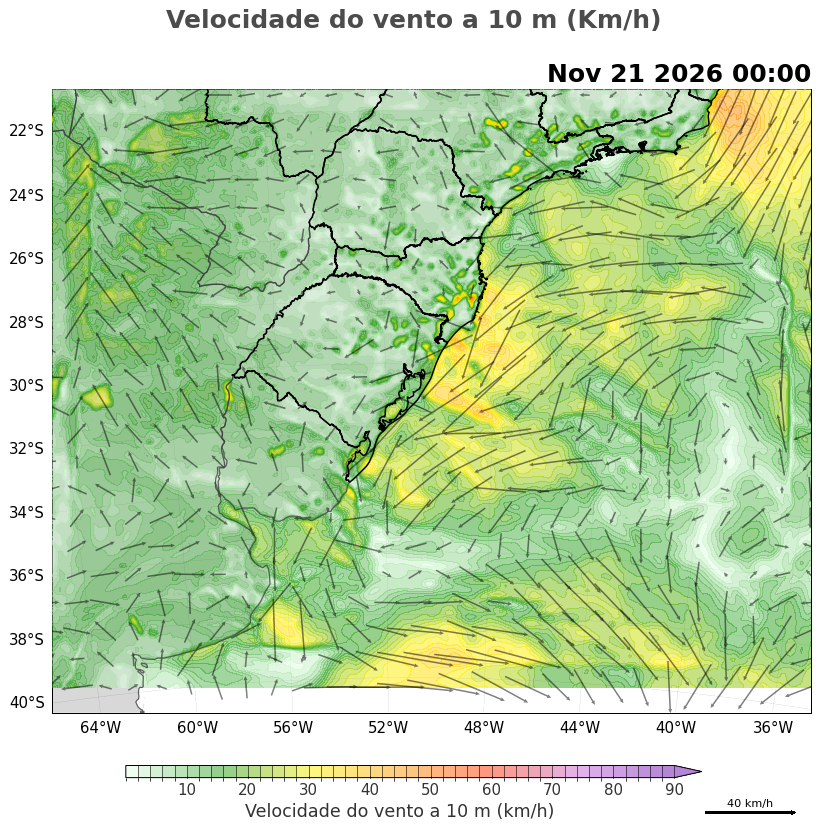 Velocidade do vento a 10 m (Km/h)
Nov 21 2026 00:00
22°S
24°S
26°S
28°S
30°S
32°S
34°S
36°S
38°S
40°S
64°W 60°W 56°W 52°W 48°W 44°W 40°W 36°W
10 20 30 40 50 60 70 80 90
Velocidade do vento a 10 m (km/h)
40 km/h